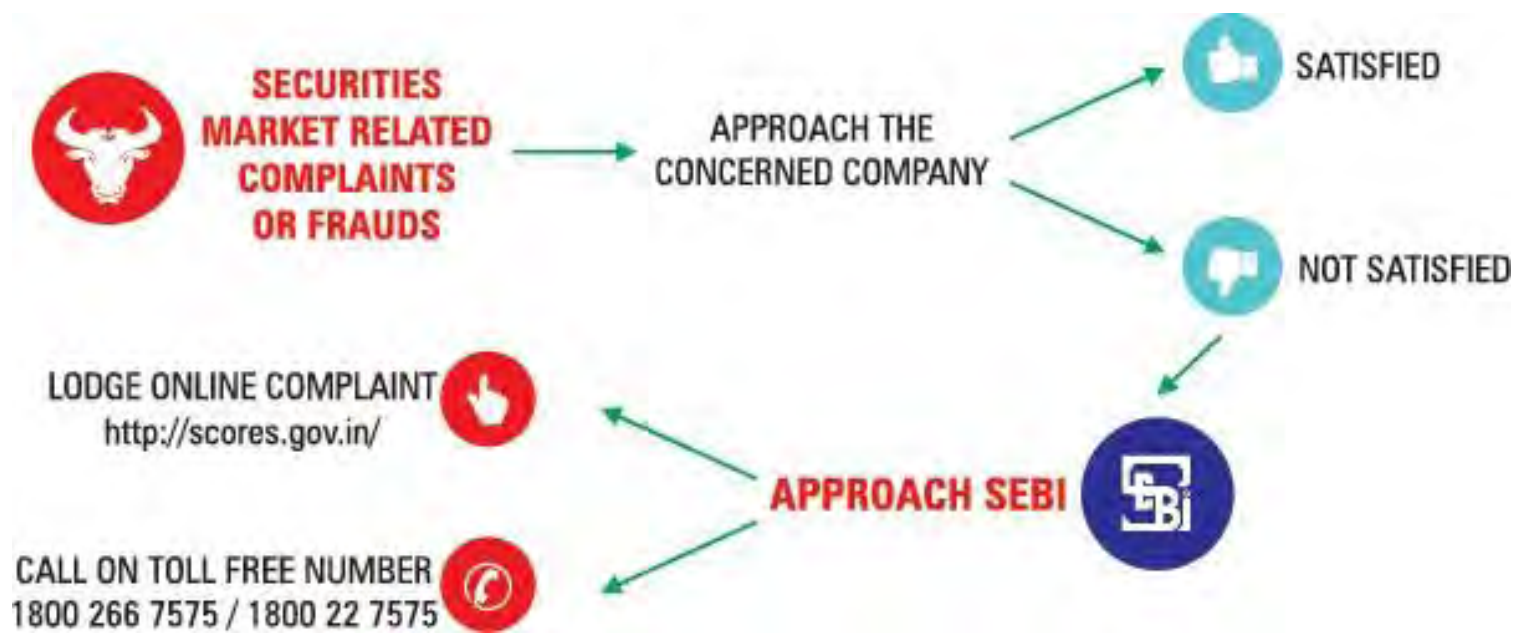 SECURITIES
MARKET RELATED
COMPLAINTS
OR FRAUDS
APPROACH THE
CONCERNED COMPANY
SATISFIED
NOT SATISFIED
APPROACH SEBI
SEBi
LODGE ONLINE COMPLAINT
http://scores.gov.in/
CALL ON TOLL FREE NUMBER
1800 266 7575 / 1800 22 7575